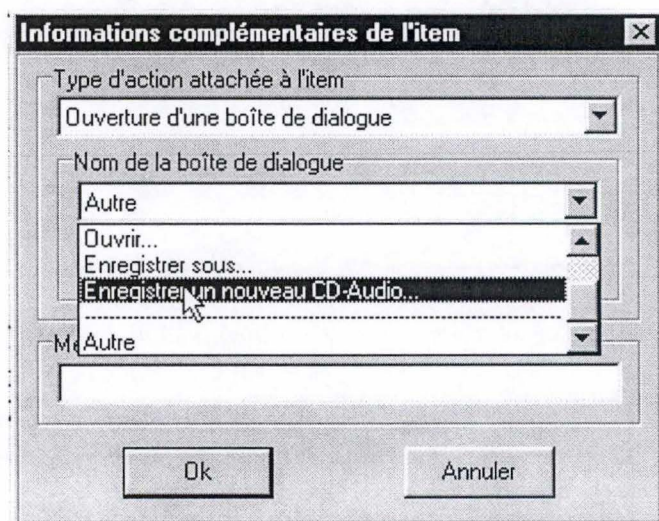 Informations complémentaires de l'item
Type d'action attachée à l'item
Ouverture d'une boîte de dialogue
Nom de la boîte de dialogue
Autre
Ouvrir...
Enregistrer sous...
Enregistrer un nouveau CD-Audio...
Autre
Ok
Annuler